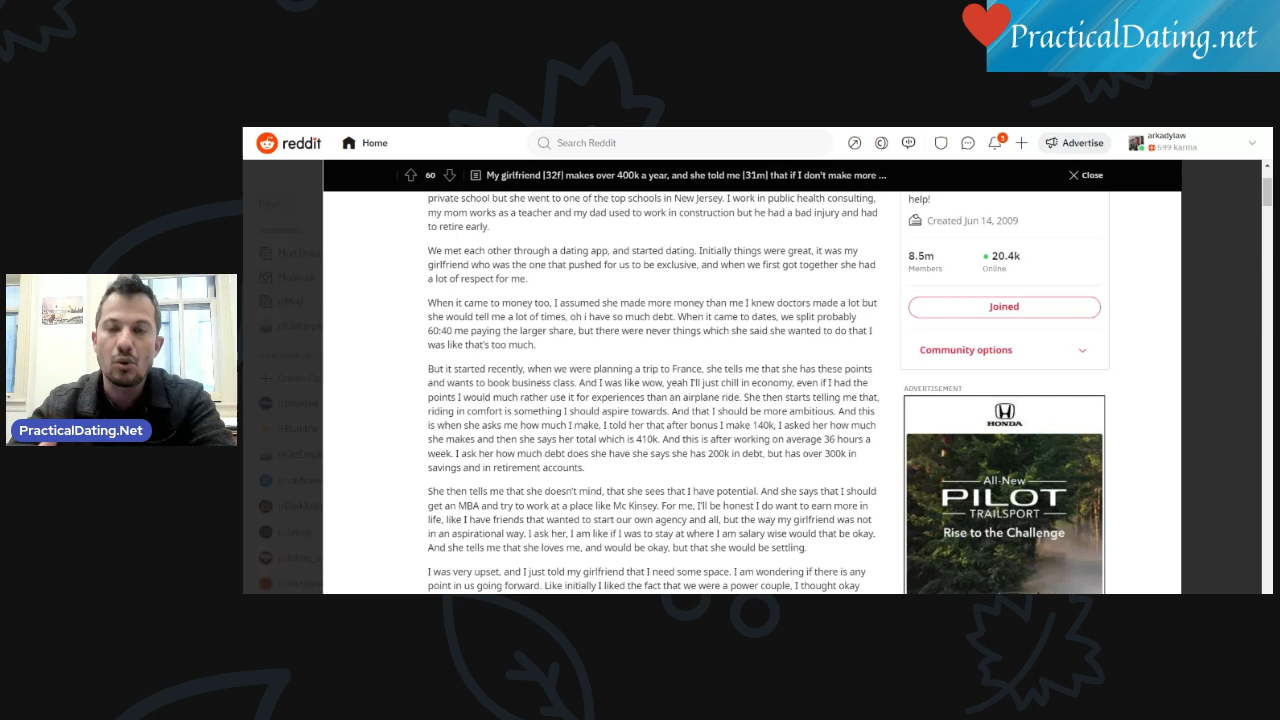 PracticalDating.net
reddit
Home
Search Reddit
1
Advertise
arkadylaw
599 karma
60
My girlfriend [32f] makes over 400k a year, and she told me [31m] that if I don't make more ...
Close
private school but she went to one of the top schools in New Jersey. I work in public health consulting,
my mom works as a teacher and my dad used to work in construction but he had a bad injury and had
to retire early.
We met each other through a dating app, and started dating. Initially things were great, it was my
girlfriend who was the one that pushed for us to be exclusive, and when we first got together she had
a lot of respect for me.
When it came to money too, I assumed she made more money than me I knew doctors made a lot but
she would tell me a lot of times, oh i have so much debt. When it came to dates, we split probably
60:40 me paying the larger share, but there were never things which she said she wanted to do that I
was like that's too much.
But it started recently, when we were planning a trip to France, she tells me that she has these points
and wants to book business class. And I was like wow, yeah I'll just chill in economy, even if I had the
points I would much rather use it for experiences than an airplane ride. She then starts telling me that,
riding in comfort is something I should aspire towards. And that I should be more ambitious. And this
is when she asks me how much I make, I told her that after bonus I make 140k, I asked her how much
she makes and then she says her total which is 410k. And this is after working on average 36 hours a
week. I ask her how much debt does she have she says she has 200k in debt, but has over 300k in
savings and in retirement accounts.
She then tells me that she doesn't mind, that she sees that I have potential. And she says that I should
get an MBA and try to work at a place like Mc Kinsey. For me, I'll be honest I do want to earn more in
life, like I have friends that wanted to start our own agency and all, but the way my girlfriend was not
in an aspirational way. I ask her, I am like if I was to stay at where I am salary wise would that be okay.
And she tells me that she loves me, and would be okay, but that she would be settling.
I was very upset, and I just told my girlfriend that I need some space. I am wondering if there is any
point in us going forward. Like initially I liked the fact that we were a power couple, I thought okay
help!
Created Jun 14, 2009
8.5m
20.4k
Members
Online
Joined
Community options
ADVERTISEMENT
HONDA
All-New
PILOT
TRAILSPORT
Rise to the Challenge
PracticalDating.Net